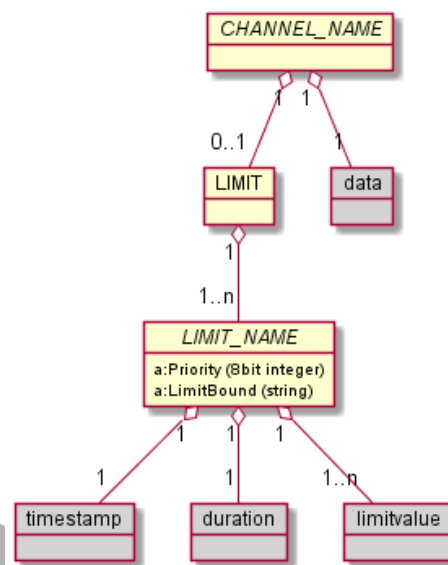 CHANNEL_NAME
1 1
0..1 1
LIMIT data
1
1..n
LIMIT_NAME
a:Priority (8bit integer)
a:LimitBound (string)
1 1 1
1 1 1..n
timestamp duration limitvalue